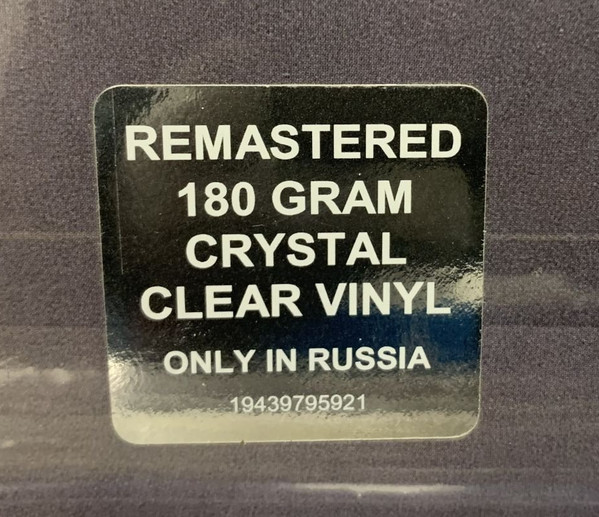 REMASTERED
180 GRAM
CRYSTAL
CLEAR VINYL
ONLY IN RUSSIA
19439795921